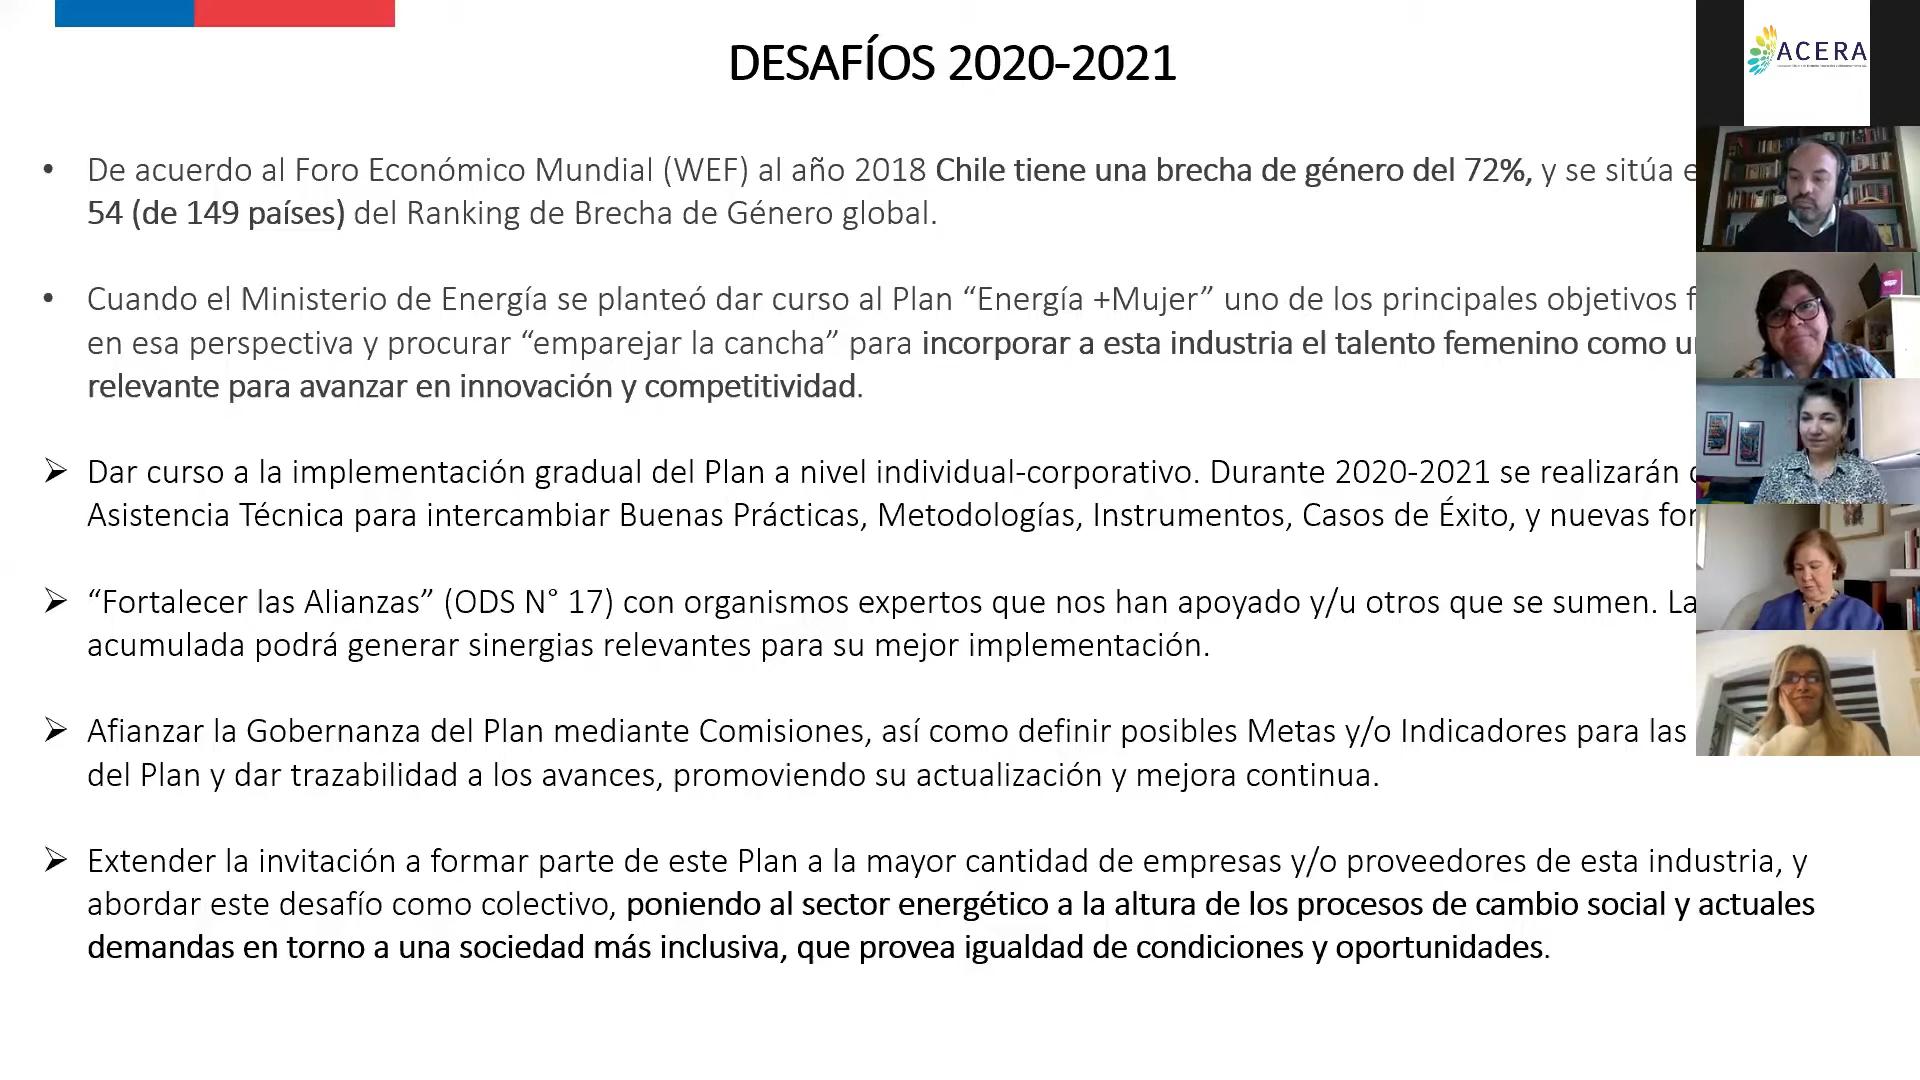 DESAFÍOS 2020-2021
ACERA
• De acuerdo al Foro Económico Mundial (WEF) al año 2018 Chile tiene una brecha de género del 72%, y se sitúa
54 (de 149 países) del Ranking de Brecha de Género global.
• Cuando el Ministerio de Energía se planteó dar curso al Plan “Energía +Mujer” uno de los principales objetivos
en esa perspectiva y procurar “emparejar la cancha” para incorporar a esta industria el talento femenino como
relevante para avanzar en innovación y competitividad.
➢ Dar curso a la implementación gradual del Plan a nivel individual-corporativo. Durante 2020-2021 se realizarán
Asistencia Técnica para intercambiar Buenas Prácticas, Metodologías, Instrumentos, Casos de Éxito, y nuevas
➢ “Fortalecer las Alianzas” (ODS N° 17) con organismos expertos que nos han apoyado y/u otros que se sumen. La
acumulada podrá generar sinergias relevantes para su mejor implementación.
➢ Afianzar la Gobernanza del Plan mediante Comisiones, así como definir posibles Metas y/o Indicadores para las
del Plan y dar trazabilidad a los avances, promoviendo su actualización y mejora continua.
➢ Extender la invitación a formar parte de este Plan a la mayor cantidad de empresas y/o proveedores de esta industria, y
abordar este desafío como colectivo, poniendo al sector energético a la altura de los procesos de cambio social y actuales
demandas en torno a una sociedad más inclusiva, que provea igualdad de condiciones y oportunidades.